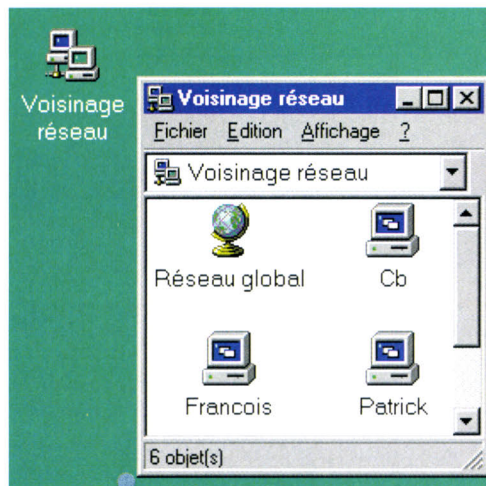 Voisinage
réseau
Voisinage réseau
Fichier Edition Affichage ?
Voisinage réseau
Réseau global
Cb
Francois
Patrick
6 objet(s)